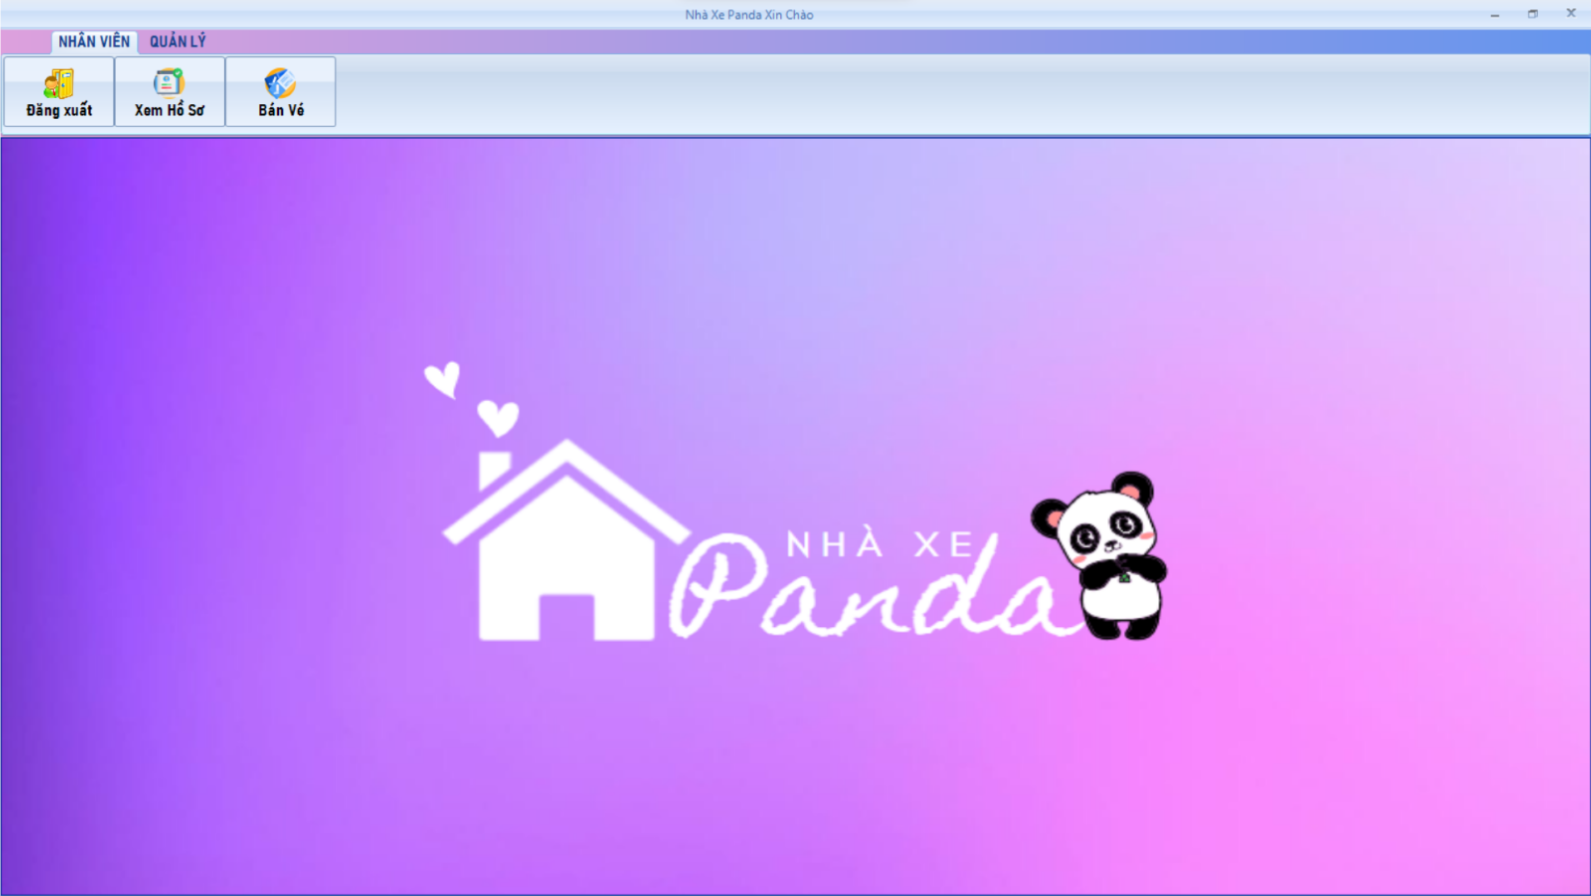 Nhà Xe Panda Xin Chào
NHÂN VIÊN QUẢN LÝ
Đăng xuất Xem Hồ Sơ Bán Vé
NHÀ XE
Panda